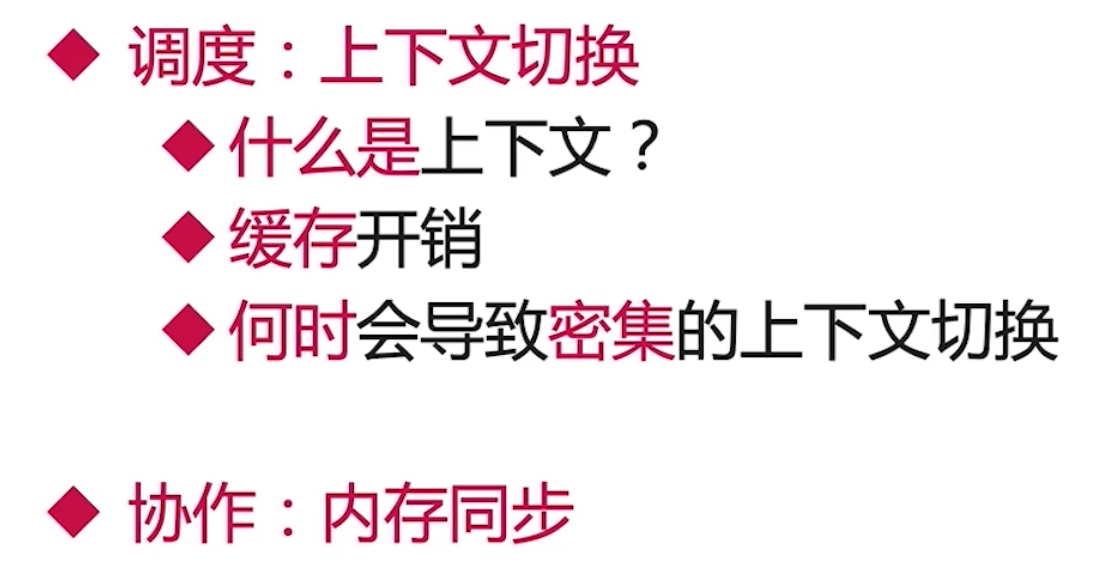 ◆ 调度：上下文切换
◆ 什么是上下文？
◆ 缓存开销
◆ 何时会导致密集的上下文切换
◆ 协作：内存同步